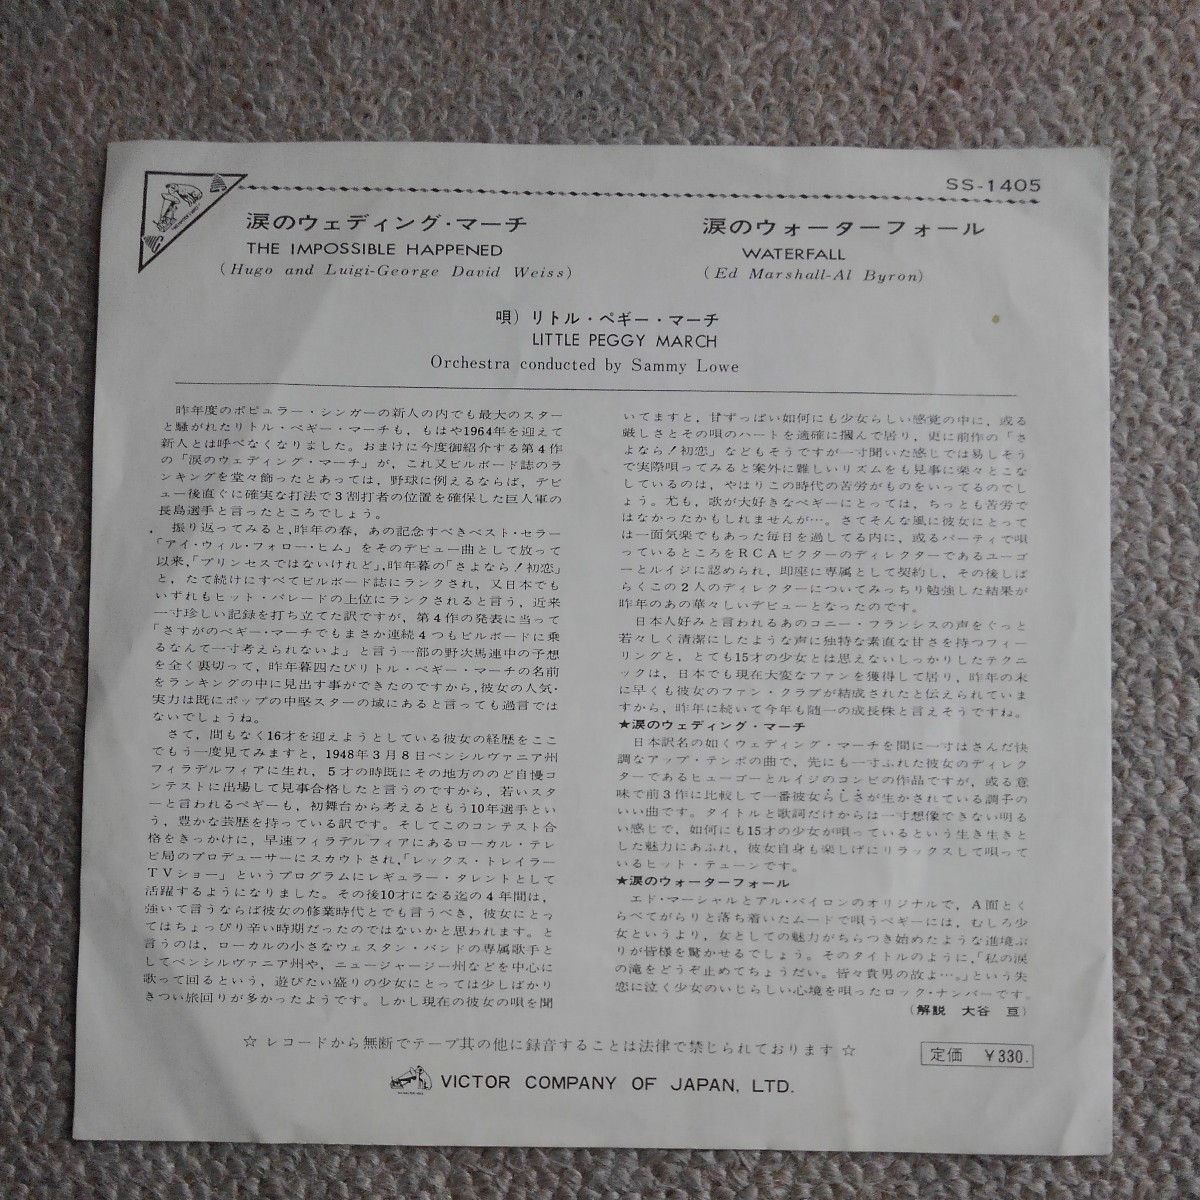 SS-1405
涙のウェディング・マーチ
THE IMPOSSIBLE HAPPENED
(Hugo and Luigi-George David Weiss)
涙のウォーターフォール
WATERFALL
(Ed Marshall-Al Byron)
唄) リトル・ペギー・マーチ
LITTLE PEGGY MARCH
Orchestra conducted by Sammy Lowe
昨年度のポピュラー・シンガーの新人の内でも最大のスター
と騒がれたリトル・ペギー・マーチも、もはや1964年を迎えて
新人とは呼べなくなりました。おまけに今度御紹介する第4作
の「涙のウェディング・マーチ」が、これ又ビルボード誌のラン
キングを堂々飾ったとあっては、野球に例えるならば、デビ
ュー後直ぐに確実な打法で3割打者の位置を確保した巨人軍の
長島選手と言ったところでしょう。
振り返ってみると、昨年の春、あの記念すべきベスト・セラー
「アイ・ウィル・フォロー・ヒム」をそのデビュー曲として放って
以来、「プリンセスではないけれど」、昨年暮の「さよなら!初恋」
と、たて続けにすべてビルボード誌にランクされ、又日本でも
いずれもヒット・パレードの上位にランクされると言う、近来
一寸珍しい記録を打ち立てた訳ですが、第4作の発表に当って
「さすがのペギー・マーチでもまさか連続4つもビルボードに乗
るなんて一寸考えられないよ」と言う一部の野次馬連中の予想
を全く裏切って、昨年暮四たびリトル・ペギー・マーチの名前
をランキングの中に見出す事ができたのですから、彼女の人気・
実力は既にポップの中堅スターの域にあると言っても過言では
ないでしょうね。
さて、間もなく16才を迎えようとしている彼女の経歴をここ
でもう一度見てみますと、1948年3月8日ペンシルヴァニア州
フィラデルフィアに生れ、5才の時既にその地方ののど自慢コ
ンテストに出場して見事合格したと言うのですから、若いスタ
ーと言われるペギーも、初舞台から考えるともう10年選手とい
う、豊かな芸歴を持っている訳です。そしてこのコンテスト合
格をきっかけに、早速フィラデルフィアにあるローカル・テレ
ビ局のプロデューサーにスカウトされ、「レックス・トレイラー
TVショー」というプログラムにレギュラー・タレントとして
活躍するようになりました。その後10才になる迄の4年間は、
強いて言うならば彼女の修業時代とでも言うべき、彼女にとっ
てはちょっぴり辛い時期だったのではないかと思われます。と
言うのは、ローカルの小さなウェスタン・バンドの専属歌手と
してペンシルヴァニア州や、ニュージャージー州などを中心に
歌って回るという、遊びたい盛りの少女にとっては少しばかり
きつい旅回りが多かったようです。しかし現在の彼女の唄を聞
いてますと、甘ずっぱい如何にも少女らしい感覚の中に、或る
厳しさとその唄のハートを適確に摑んで居り、更に前作の「さ
よなら!初恋」などもそうですが一寸聞いた感じでは易しそう
で実際唄ってみると案外に難しいリズムをも見事に楽々とこな
しているのは、やはりこの時代の苦労がものをいってるのでし
ょう。尤も、歌が大好きなペギーにとっては、ちっとも苦労で
はなかったかもしれませんが…。さてそんな風に彼女にとって
は一面気楽でもあった毎日を過してる内に、或るパーティで唄
っているところをRCAビクターのディレクターであるユーゴ
ーとルイジに認められ、即座に専属として契約し、その後しば
らくこの2人のディレクターについてみっちり勉強した結果が
昨年のあの華々しいデビューとなったのです。
日本人好みと言われるあのコニー・フランシスの声をぐっと
若々しく清潔にしたような声に独特な素直な甘さを持つフィー
リングと、とても15才の少女とは思えないしっかりしたテクニ
ックは、日本でも現在大変なファンを獲得して居り、昨年の末
に早くも彼女のファン・クラブが結成されたと伝えられていま
すから、昨年に続いて今年も随一の成長株と言えそうですね。
★涙のウェディング・マーチ
日本訳名の如くウェディング・マーチを間に一寸はさんだ快
調なアップ・テンポの曲で、先にも一寸ふれた彼女のディレク
ターであるヒューゴーとルイジのコンビの作品ですが、或る意
味で前3作に比較して一番彼女らしさが生かされている調子の
いい曲です。タイトルと歌詞だけからは一寸想像できない明る
い感じで、如何にも15才の少女が唄っているという生き生きと
した魅力にあふれ、彼女自身も楽しげにリラックスして唄って
いるヒット・チューンです。
★涙のウォーターフォール
エド・マーシャルとアル・バイロンのオリジナルで、A面とく
らべてがらりと落ち着いたムードで唄うペギーには、むしろ少
女というより、女としての魅力がちらつき始めたような進境ぶ
りが皆様を驚かせるでしょう。そのタイトルのように、「私の涙
の滝をどうぞ止めてちょうだい。皆々貴男の故よ…。」という失
恋に泣く少女のいじらしい心境を唄ったロック・ナンバーです。
(解説 大谷 亘)
☆ レコードから無断でテープ其の他に録音することは法律で禁じられております ☆
定価 ¥330.
VICTOR COMPANY OF JAPAN, LTD.